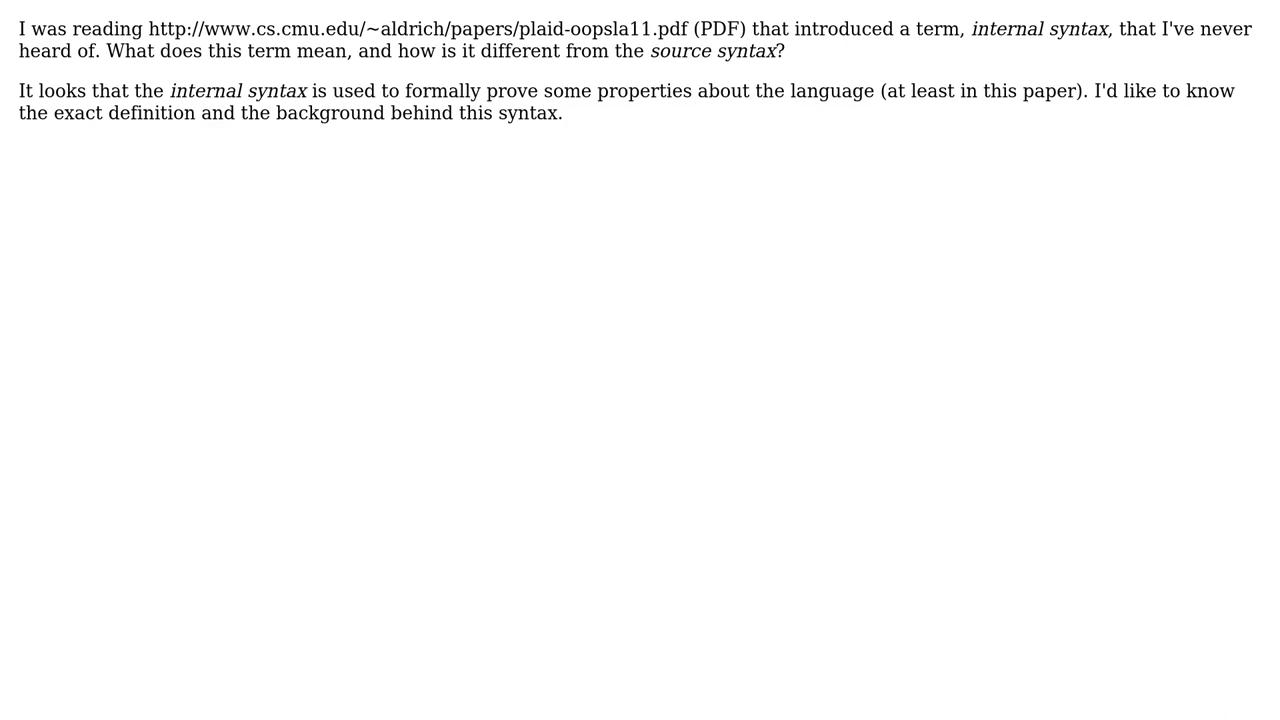 I was reading http://www.cs.cmu.edu/~aldrich/papers/plaid-oopsla11.pdf (PDF) that introduced a term, internal syntax, that I've never
heard of. What does this term mean, and how is it different from the source syntax?
It looks that the internal syntax is used to formally prove some properties about the language (at least in this paper). I'd like to know
the exact definition and the background behind this syntax.